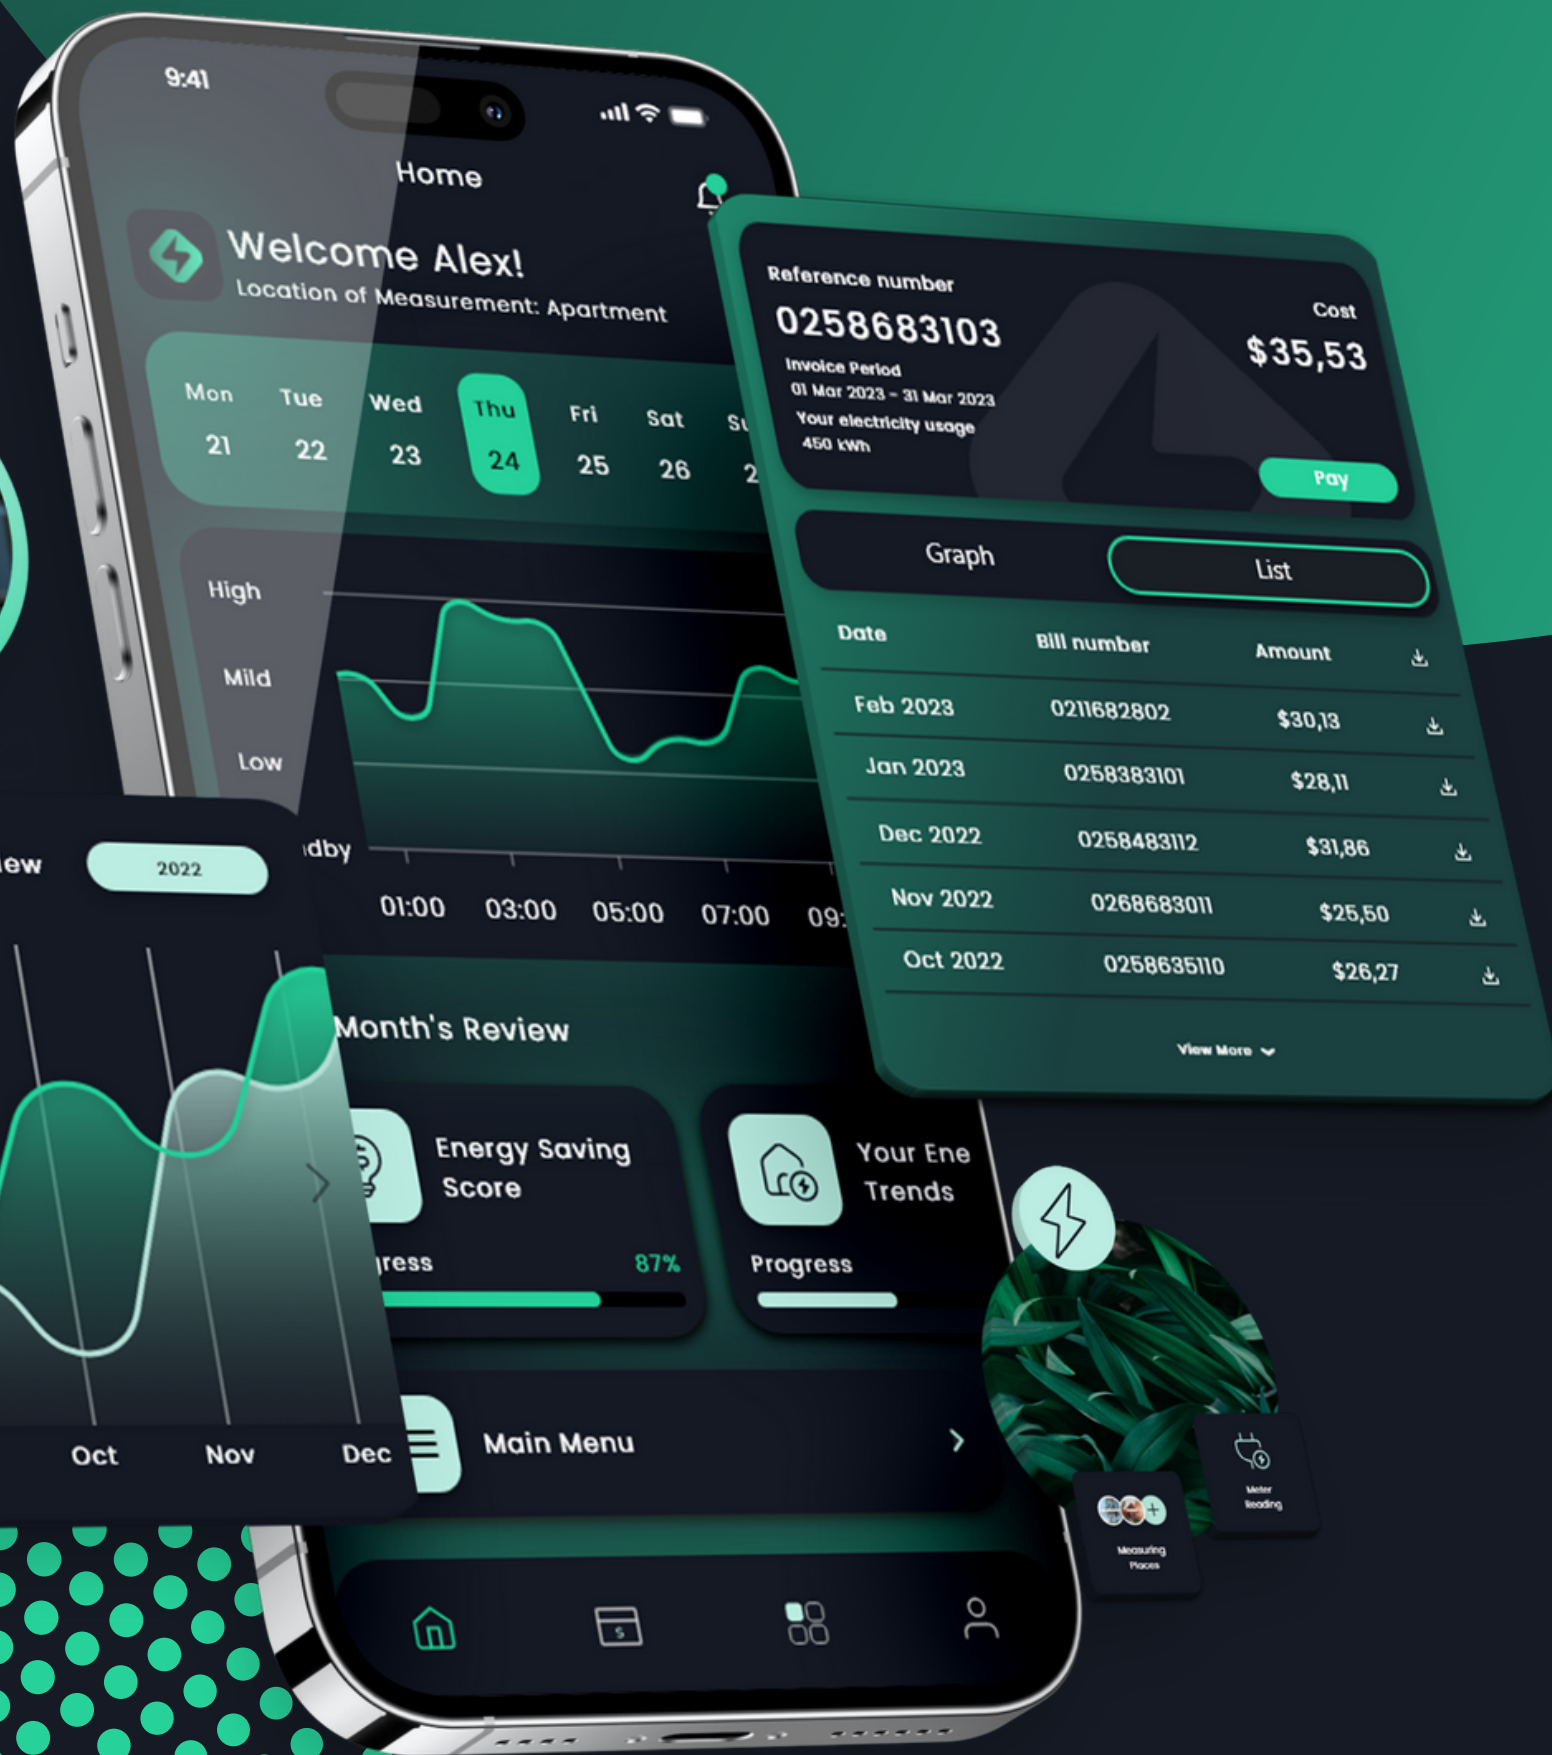 9:41
Home
Welcome Alex!
Location of Measurement: Apartment
Mon Tue Wed Thu Fri Sat
21 22 23 24 25 26
High
Mild
Low
01:00 03:00 05:00 07:00
Month's Review
Energy Saving
Score
87%
Your
Trends
Progress
Main Menu
2022
Oct Nov Dec
Reference number
0258683103
Cost
$35,53
Invoice Period
01 Mar 2023 - 31 Mar 2023
Your electricity usage
450 kWh
Pay
Graph List
Date Bill number Amount
Feb 2023 0211682802 $30,13
Jan 2023 0258383101 $28,11
Dec 2022 0258483112 $31,86
Nov 2022 0268683011 $25,50
Oct 2022 0258635110 $26,27
View More
Meter
Reading
Measuring
Places